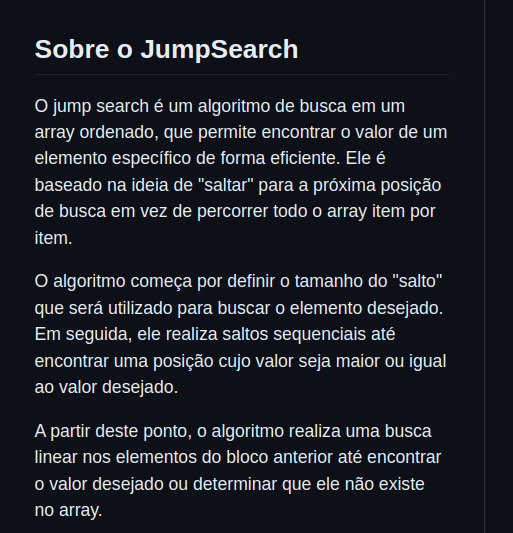 Sobre o JumpSearch
O jump search é um algoritmo de busca em um
array ordenado, que permite encontrar o valor de um
elemento específico de forma eficiente. Ele é
baseado na ideia de "saltar" para a próxima posição
de busca em vez de percorrer todo o array item por
item.
O algoritmo começa por definir o tamanho do "salto"
que será utilizado para buscar o elemento desejado.
Em seguida, ele realiza saltos sequenciais até
encontrar uma posição cujo valor seja maior ou igual
ao valor desejado.
A partir deste ponto, o algoritmo realiza uma busca
linear nos elementos do bloco anterior até encontrar
o valor desejado ou determinar que ele não existe
no array.